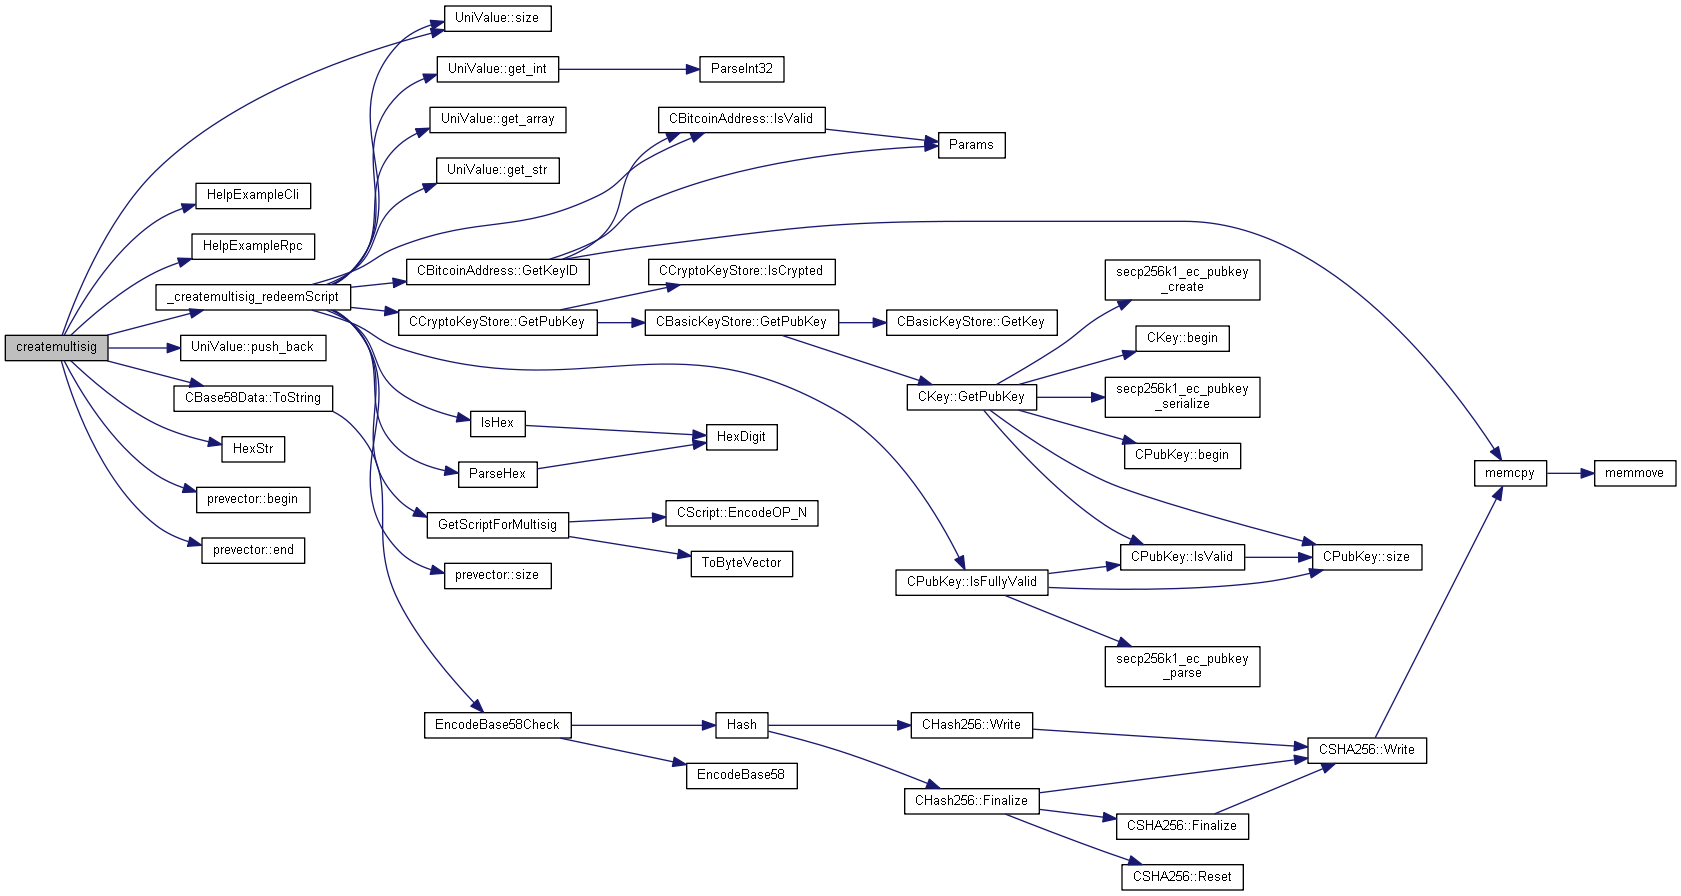 UniValue::size
UniValue::get_int
ParseInt32
UniValue::get_array
CBitcoinAddress::IsValid
Params
UniValue::get_str
HelpExampleCli
HelpExampleRpc
CBitcoinAddress::GetKeyID
CCryptoKeyStore::IsCrypted
secp256k1_ec_pubkey
_create
_createmultisig_redeemScript
CCryptoKeyStore::GetPubKey
CBasicKeyStore::GetPubKey
CBasicKeyStore::GetKey
CKey::begin
createmultisig
UniValue::push_back
CBase58Data::ToString
CKey::GetPubKey
secp256k1_ec_pubkey
_serialize
IsHex
HexDigit
HexStr
CPubKey::begin
ParseHex
memcpy
memmove
prevector::begin
GetScriptForMultisig
CScript::EncodeOP_N
prevector::end
ToByteVector
CPubKey::IsValid
CPubKey::size
prevector::size
CPubKey::IsFullyValid
secp256k1_ec_pubkey
_parse
EncodeBase58Check
Hash
CHash256::Write
CSHA256::Write
EncodeBase58
CHash256::Finalize
CSHA256::Finalize
CSHA256::Reset